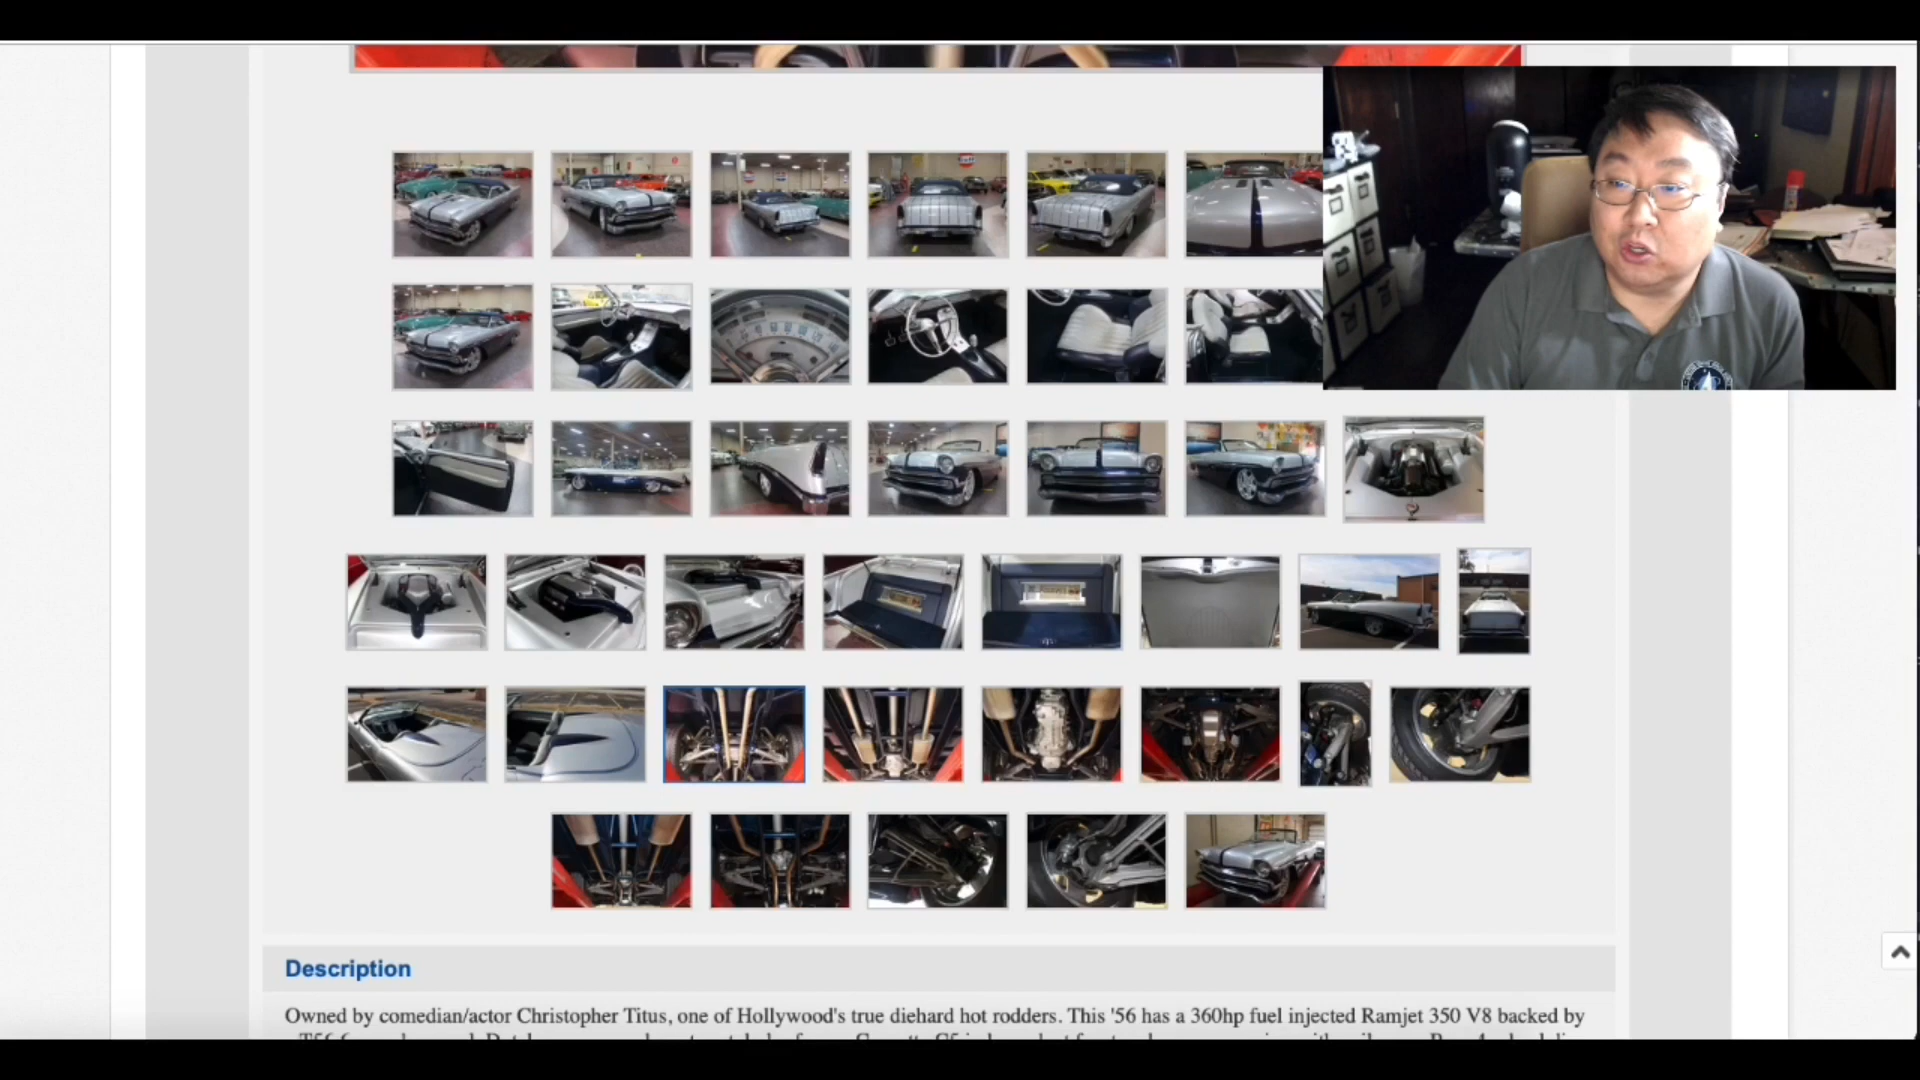 Description
Owned by comedian/actor Christopher Titus, one of Hollywood's true diehard hot rodders. This '56 has a 360hp fuel injected Ramjet 350 V8 backed by